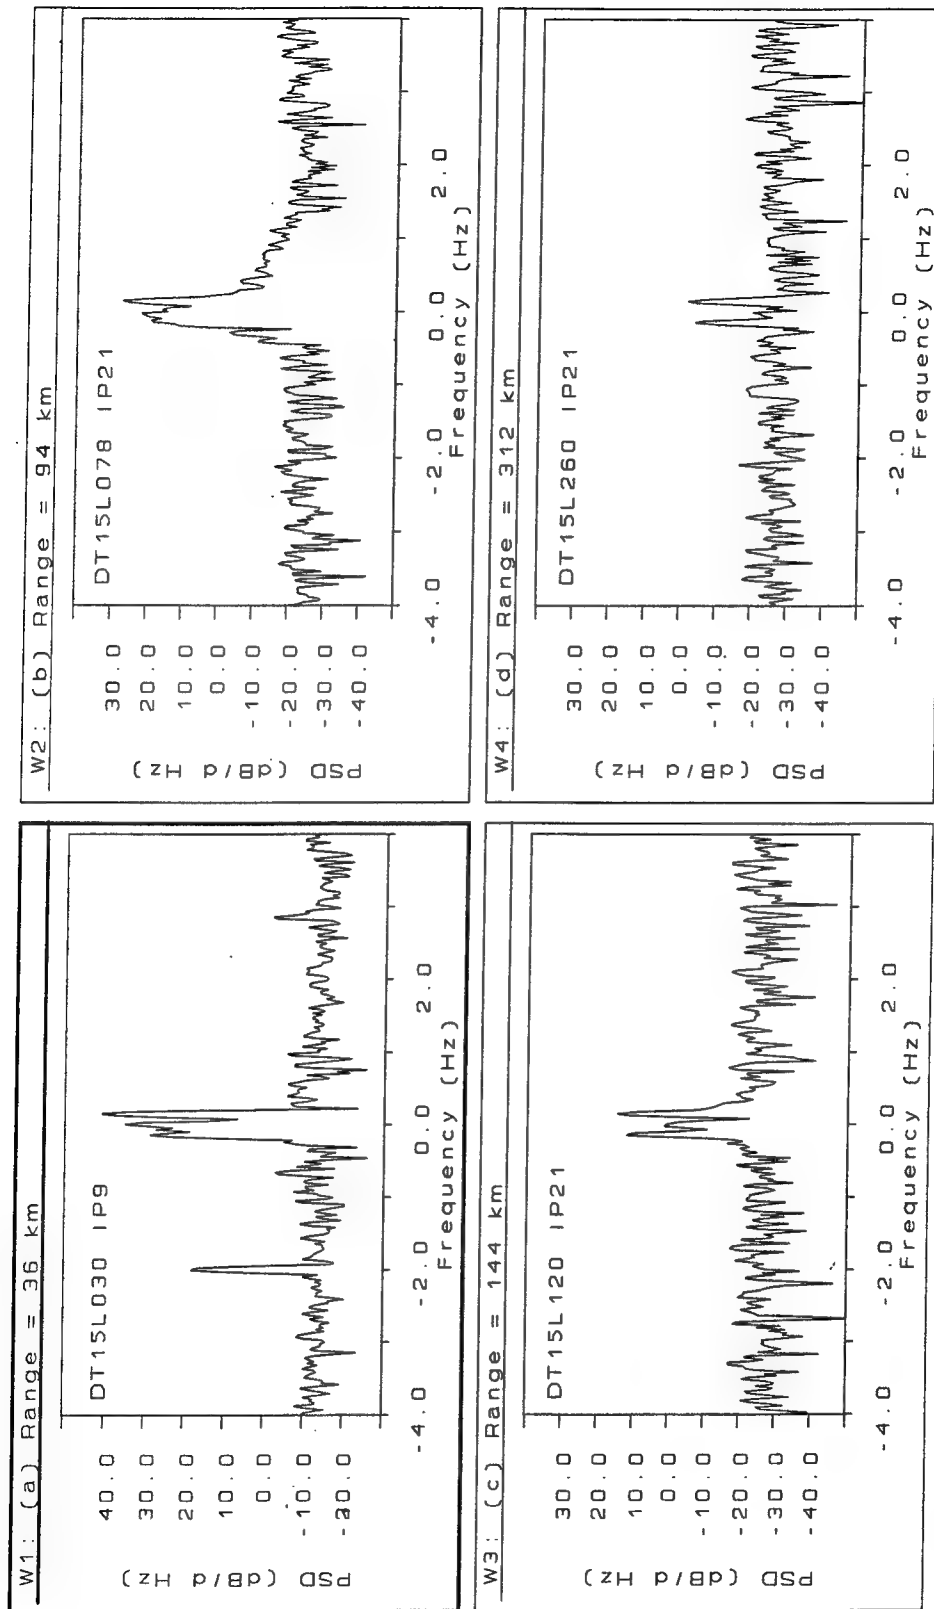 W1: (a) Range = 36 km
DT15L030 IP9
40.0
30.0
20.0
10.0
0.0
-10.0
-20.0
PSD (dB/d Hz)
-4.0
-2.0
0.0
2.0
Frequency (Hz)
W2: (b) Range = 94 km
DT15L078 IP21
30.0
20.0
10.0
0.0
-10.0
-20.0
-30.0
-40.0
PSD (dB/d Hz)
-4.0
-2.0
0.0
2.0
Frequency (Hz)
W3: (c) Range = 144 km
DT15L120 IP21
30.0
20.0
10.0
0.0
-10.0
-20.0
-30.0
-40.0
PSD (dB/d Hz)
-4.0
-2.0
0.0
2.0
Frequency (Hz)
W4: (d) Range = 312 km
DT15L260 IP21
30.0
20.0
10.0
0.0
-10.0
-20.0
-30.0
-40.0
PSD (dB/d Hz)
-4.0
-2.0
0.0
2.0
Frequency (Hz)